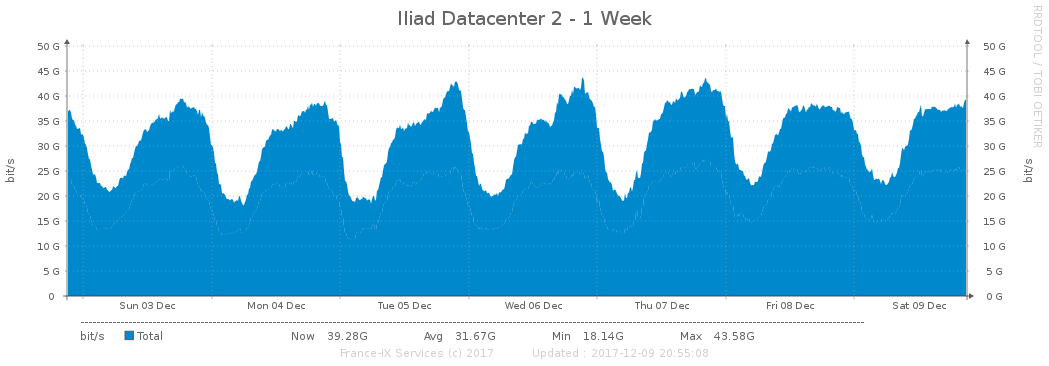 Iliad Datacenter 2 - 1 Week
RRDTOOL / TOBI OETIKER
50 G 50 G
45 G 45 G
40 G 40 G
35 G 35 G
30 G 30 G
25 G 25 G
20 G 20 G
15 G 15 G
10 G 10 G
5 G 5 G
0 0 G
bit/s bit/s
Sun 03 Dec Mon 04 Dec Tue 05 Dec Wed 06 Dec Thu 07 Dec Fri 08 Dec Sat 09 Dec
bit/s Total Now 39.28G Avg 31.67G Min 18.14G Max 43.58G
France-IX Services (c) 2017 Updated : 2017-12-09 20:55:08